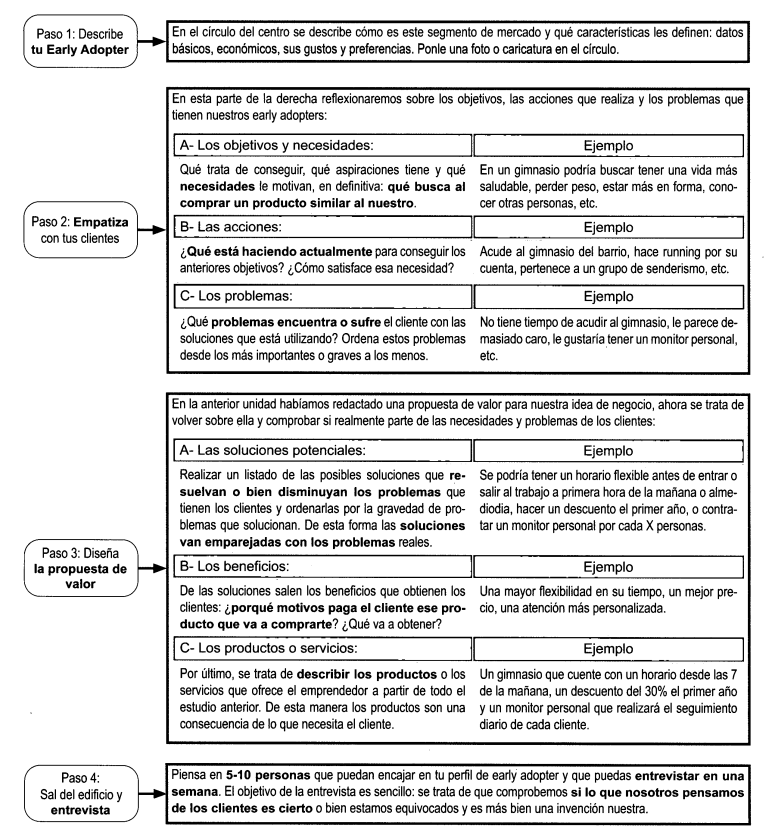 Paso 1: Describe
tu Early Adopter
En el círculo del centro se describe cómo es este segmento de mercado y qué características les definen: datos
básicos, económicos, sus gustos y preferencias. Ponle una foto o caricatura en el círculo.
Paso 2: Empatiza
con tus clientes
En esta parte de la derecha reflexionaremos sobre los objetivos, las acciones que realiza y los problemas que
tienen nuestros early adopters:
A- Los objetivos y necesidades:
Ejemplo
Qué trata de conseguir, qué aspiraciones tiene y qué
necesidades le motivan, en definitiva: qué busca al
comprar un producto similar al nuestro.
En un gimnasio podría buscar tener una vida más
saludable, perder peso, estar más en forma, cono-
cer otras personas, etc.
B- Las acciones:
Ejemplo
¿Qué está haciendo actualmente para conseguir los
anteriores objetivos? ¿Cómo satisface esa necesidad?
Acude al gimnasio del barrio, hace running por su
cuenta, pertenece a un grupo de senderismo, etc.
C- Los problemas:
Ejemplo
¿Qué problemas encuentra o sufre el cliente con las
soluciones que está utilizando? Ordena estos problemas
desde los más importantes o graves a los menos.
No tiene tiempo de acudir al gimnasio, le parece de-
masiado caro, le gustaría tener un monitor personal,
etc.
Paso 3: Diseña
la propuesta de
valor
En la anterior unidad habíamos redactado una propuesta de valor para nuestra idea de negocio, ahora se trata de
volver sobre ella y comprobar si realmente parte de las necesidades y problemas de los clientes:
A- Las soluciones potenciales:
Ejemplo
Realizar un listado de las posibles soluciones que re-
suelvan o bien disminuyan los problemas que
tienen los clientes y ordenarlas por la gravedad de pro-
blemas que solucionan. De esta forma las soluciones
van emparejadas con los problemas reales.
Se podría tener un horario flexible antes de entrar o
salir al trabajo a primera hora de la mañana o alme-
diodia, hacer un descuento el primer año, o contra-
tar un monitor personal por cada X personas.
B- Los beneficios:
Ejemplo
De las soluciones salen los beneficios que obtienen los
clientes: ¿porqué motivos paga el cliente ese pro-
ducto que va a comprarte? ¿Qué va a obtener?
Una mayor flexibilidad en su tiempo, un mejor pre-
cio, una atención más personalizada.
C- Los productos o servicios:
Ejemplo
Por último, se trata de describir los productos o los
servicios que ofrece el emprendedor a partir de todo el
estudio anterior. De esta manera los productos son una
consecuencia de lo que necesita el cliente.
Un gimnasio que cuente con un horario desde las 7
de la mañana, un descuento del 30% el primer año
y un monitor personal que realizará el seguimiento
diario de cada cliente.
Paso 4:
Sal del edificio y
entrevista
Piensa en 5-10 personas que puedan encajar en tu perfil de early adopter y que puedas entrevistar en una
semana. El objetivo de la entrevista es sencillo: se trata de que comprobemos si lo que nosotros pensamos
de los clientes es cierto o bien estamos equivocados y es más bien una invención nuestra.